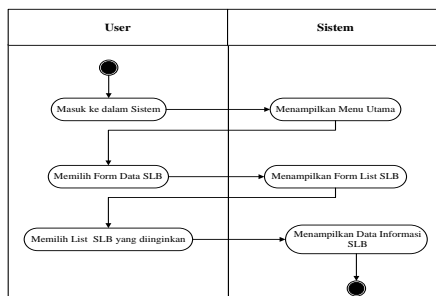 User
Sistem
Masuk ke dalam Sistem
Menampilkan Menu Utama
Memilih Form Data SLB
Menampilkan Form List SLB
Memilih List SLB yang diinginkan
Menampilkan Data Informasi
SLB